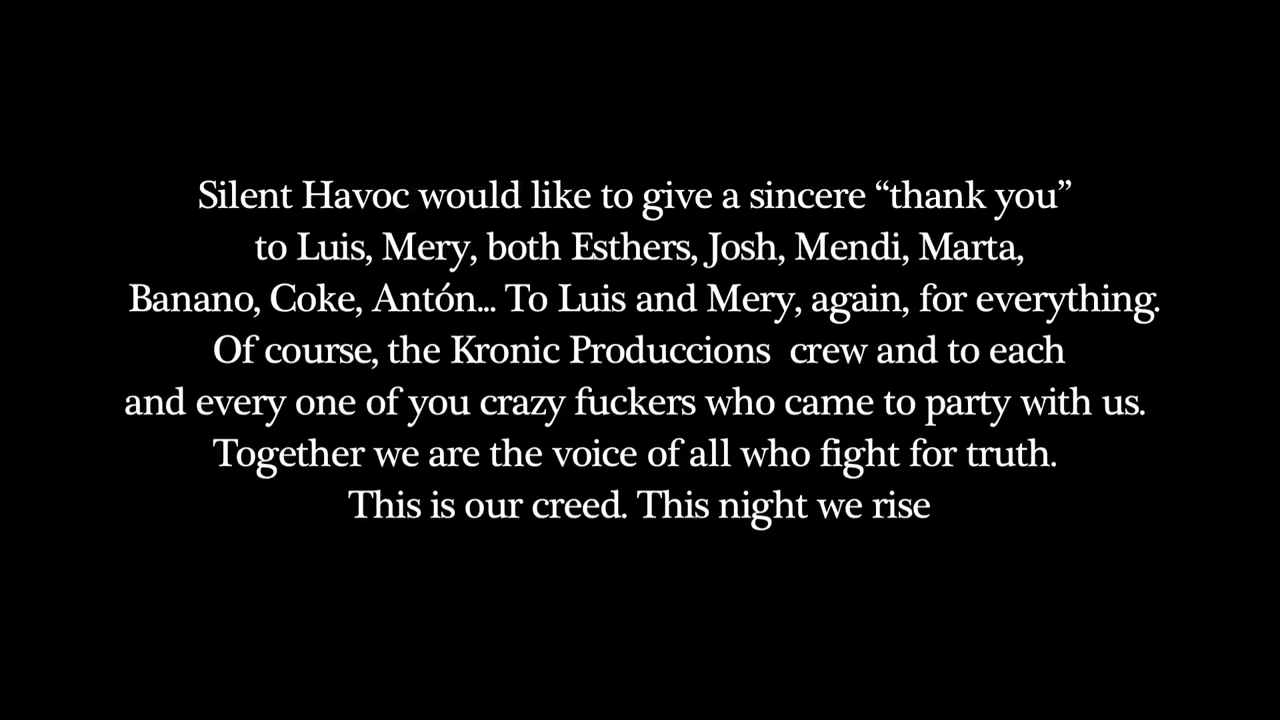 Silent Havoc would like to give a sincere “thank you”
to Luis, Mery, both Esthers, Josh, Mendi, Marta,
Banano, Coke, Antón... To Luis and Mery, again, for everything.
Of course, the Kronic Produccions  crew and to each
and every one of you crazy fuckers who came to party with us.
Together we are the voice of all who fight for truth.
This is our creed. This night we rise